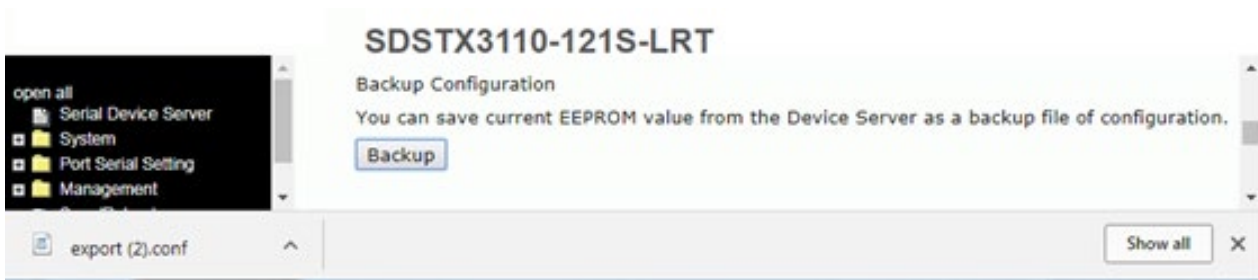 SDSTX3110-121S-LRT
open all
Serial Device Server
System
Port Serial Setting
Management
Backup Configuration
You can save current EEPROM value from the Device Server as a backup file of configuration.
Backup
export (2).conf
Show all